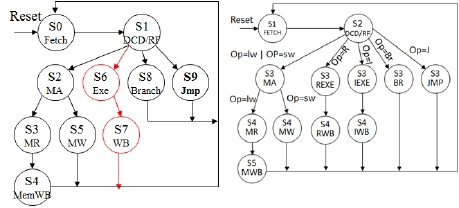 Reset
S0
Fetch
S1
DCD/RF
S2
MA
S6
Exe
S8
Branch
S9
Jmp
S3
MR
S5
MW
S7
WB
S4
MemWB
Reset
S1
FETCH
S2
DCD/RF
Op=lw | OP=sw
Op=R
Op=I
Op=Br
Op=J
S3
MA
S3
REXE
S3
IEXE
S3
BR
S3
JMP
Op=lw
Op=sw
S4
MR
S4
MW
S4
RWB
S4
IWB
S5
MWB